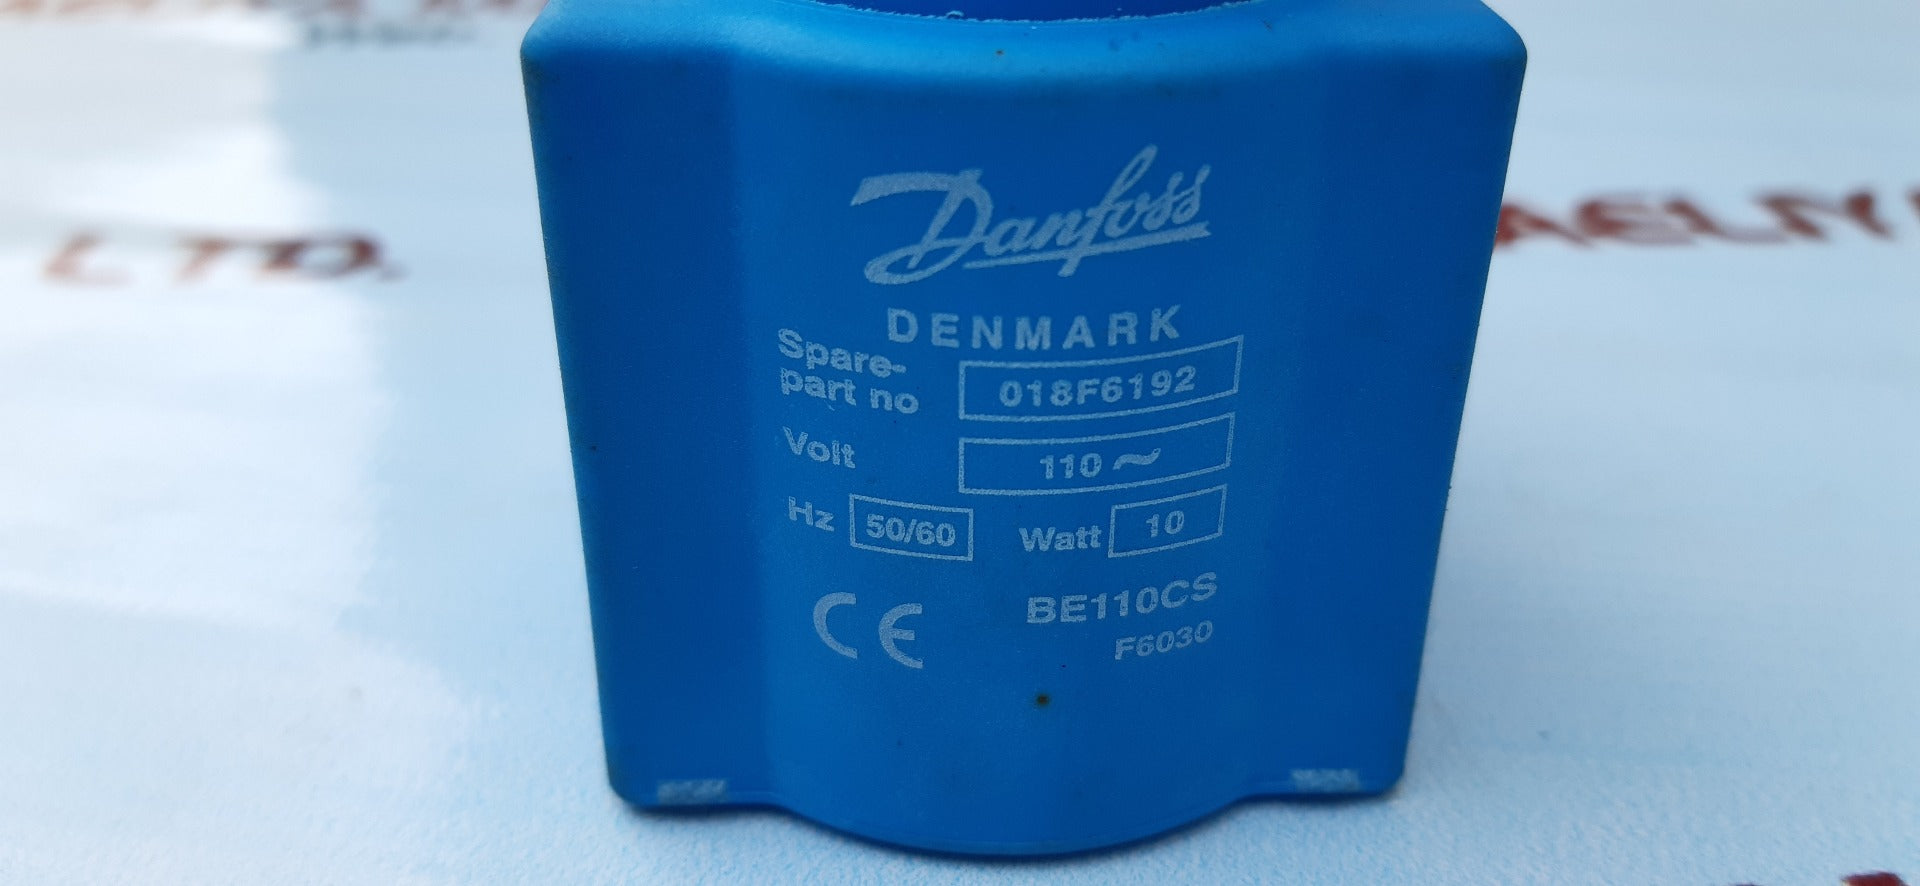 Danfoss
DENMARK
Spare-
part no 018F6192
Volt 110 ~
Hz 50/60 Watt 10
CE BE110CS
F6030
LTD.